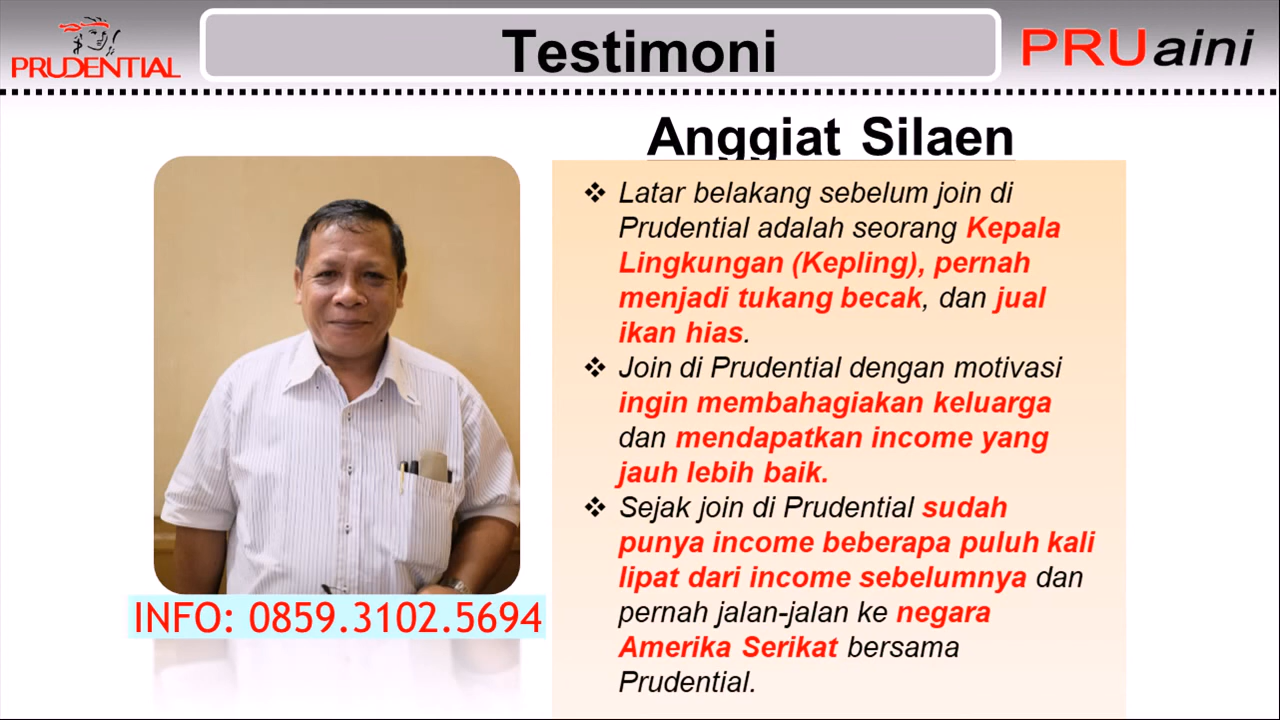 PRUDENTIAL
Testimoni
PRUaini
Anggiat Silaen
❖ Latar belakang sebelum join di
Prudential adalah seorang Kepala
Lingkungan (Kepling), pernah
menjadi tukang becak, dan jual
ikan hias.
❖ Join di Prudential dengan motivasi
ingin membahagiakan keluarga
dan mendapatkan income yang
jauh lebih baik.
❖ Sejak join di Prudential sudah
punya income beberapa puluh kali
lipat dari income sebelumnya dan
pernah jalan-jalan ke negara
Amerika Serikat bersama
Prudential.
INFO: 0859.3102.5694